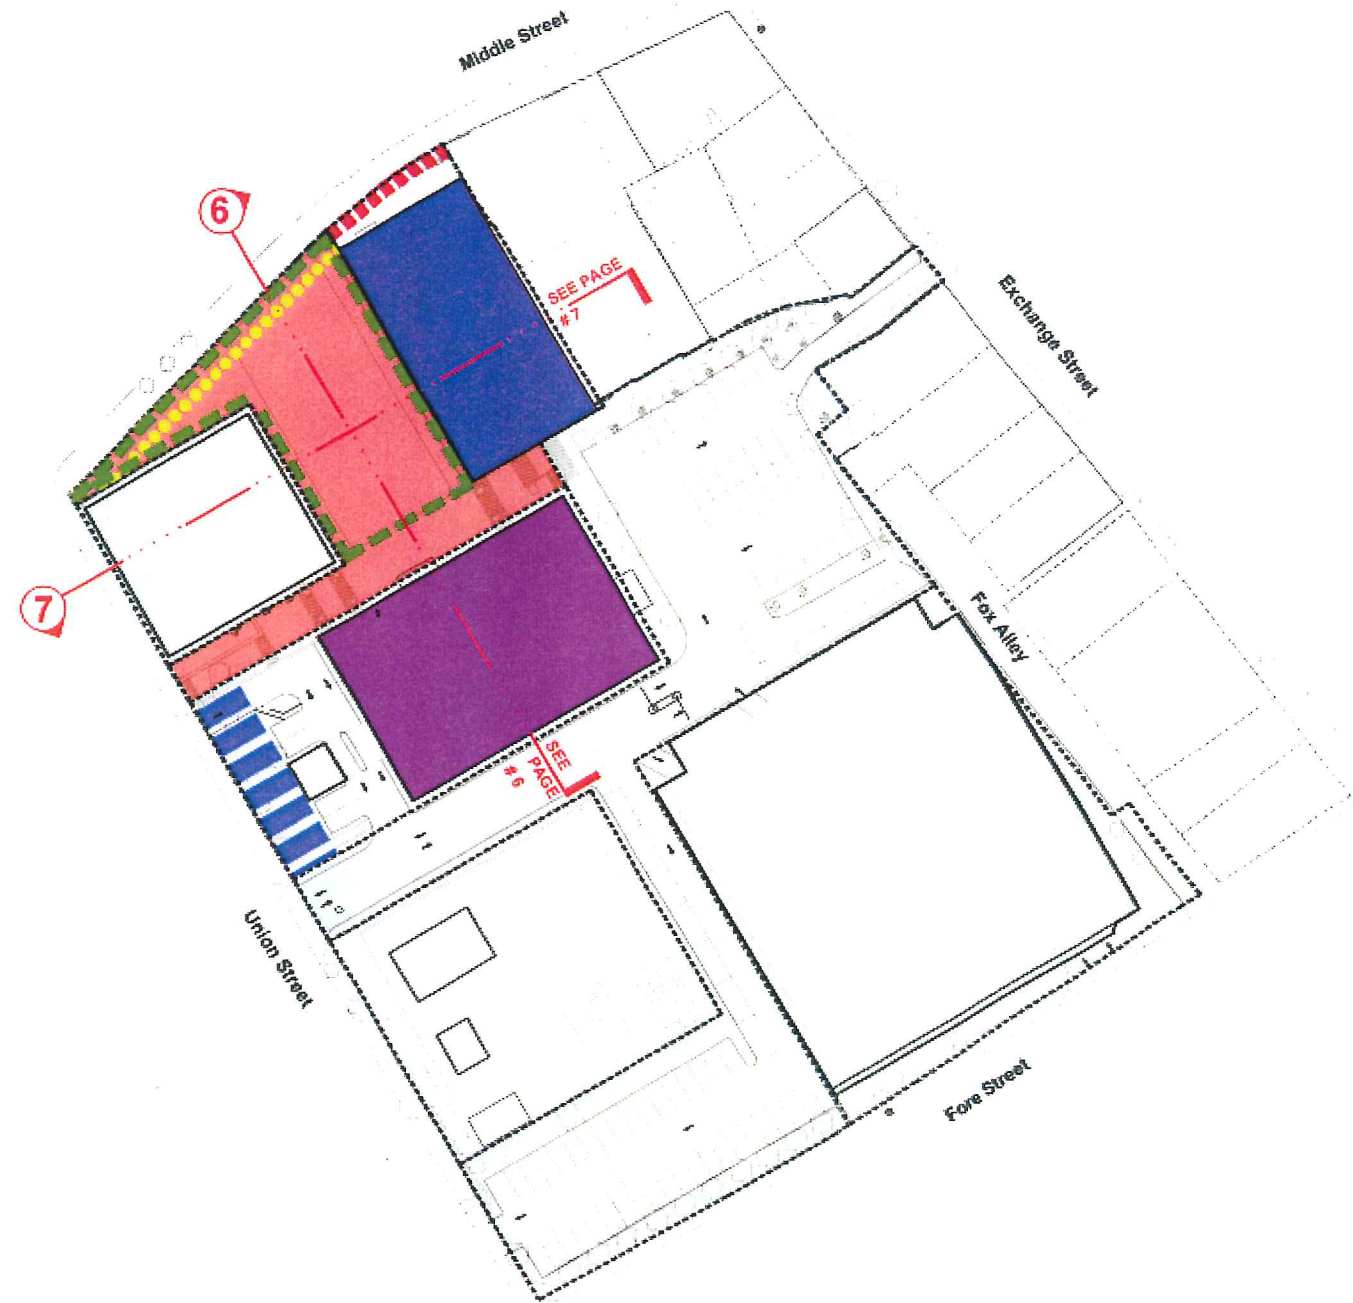 Middle Street
6
SEE PAGE
#7
Exchange Street
7
Fox Alley
SEE
PAGE
#6
Union Street
Fore Street